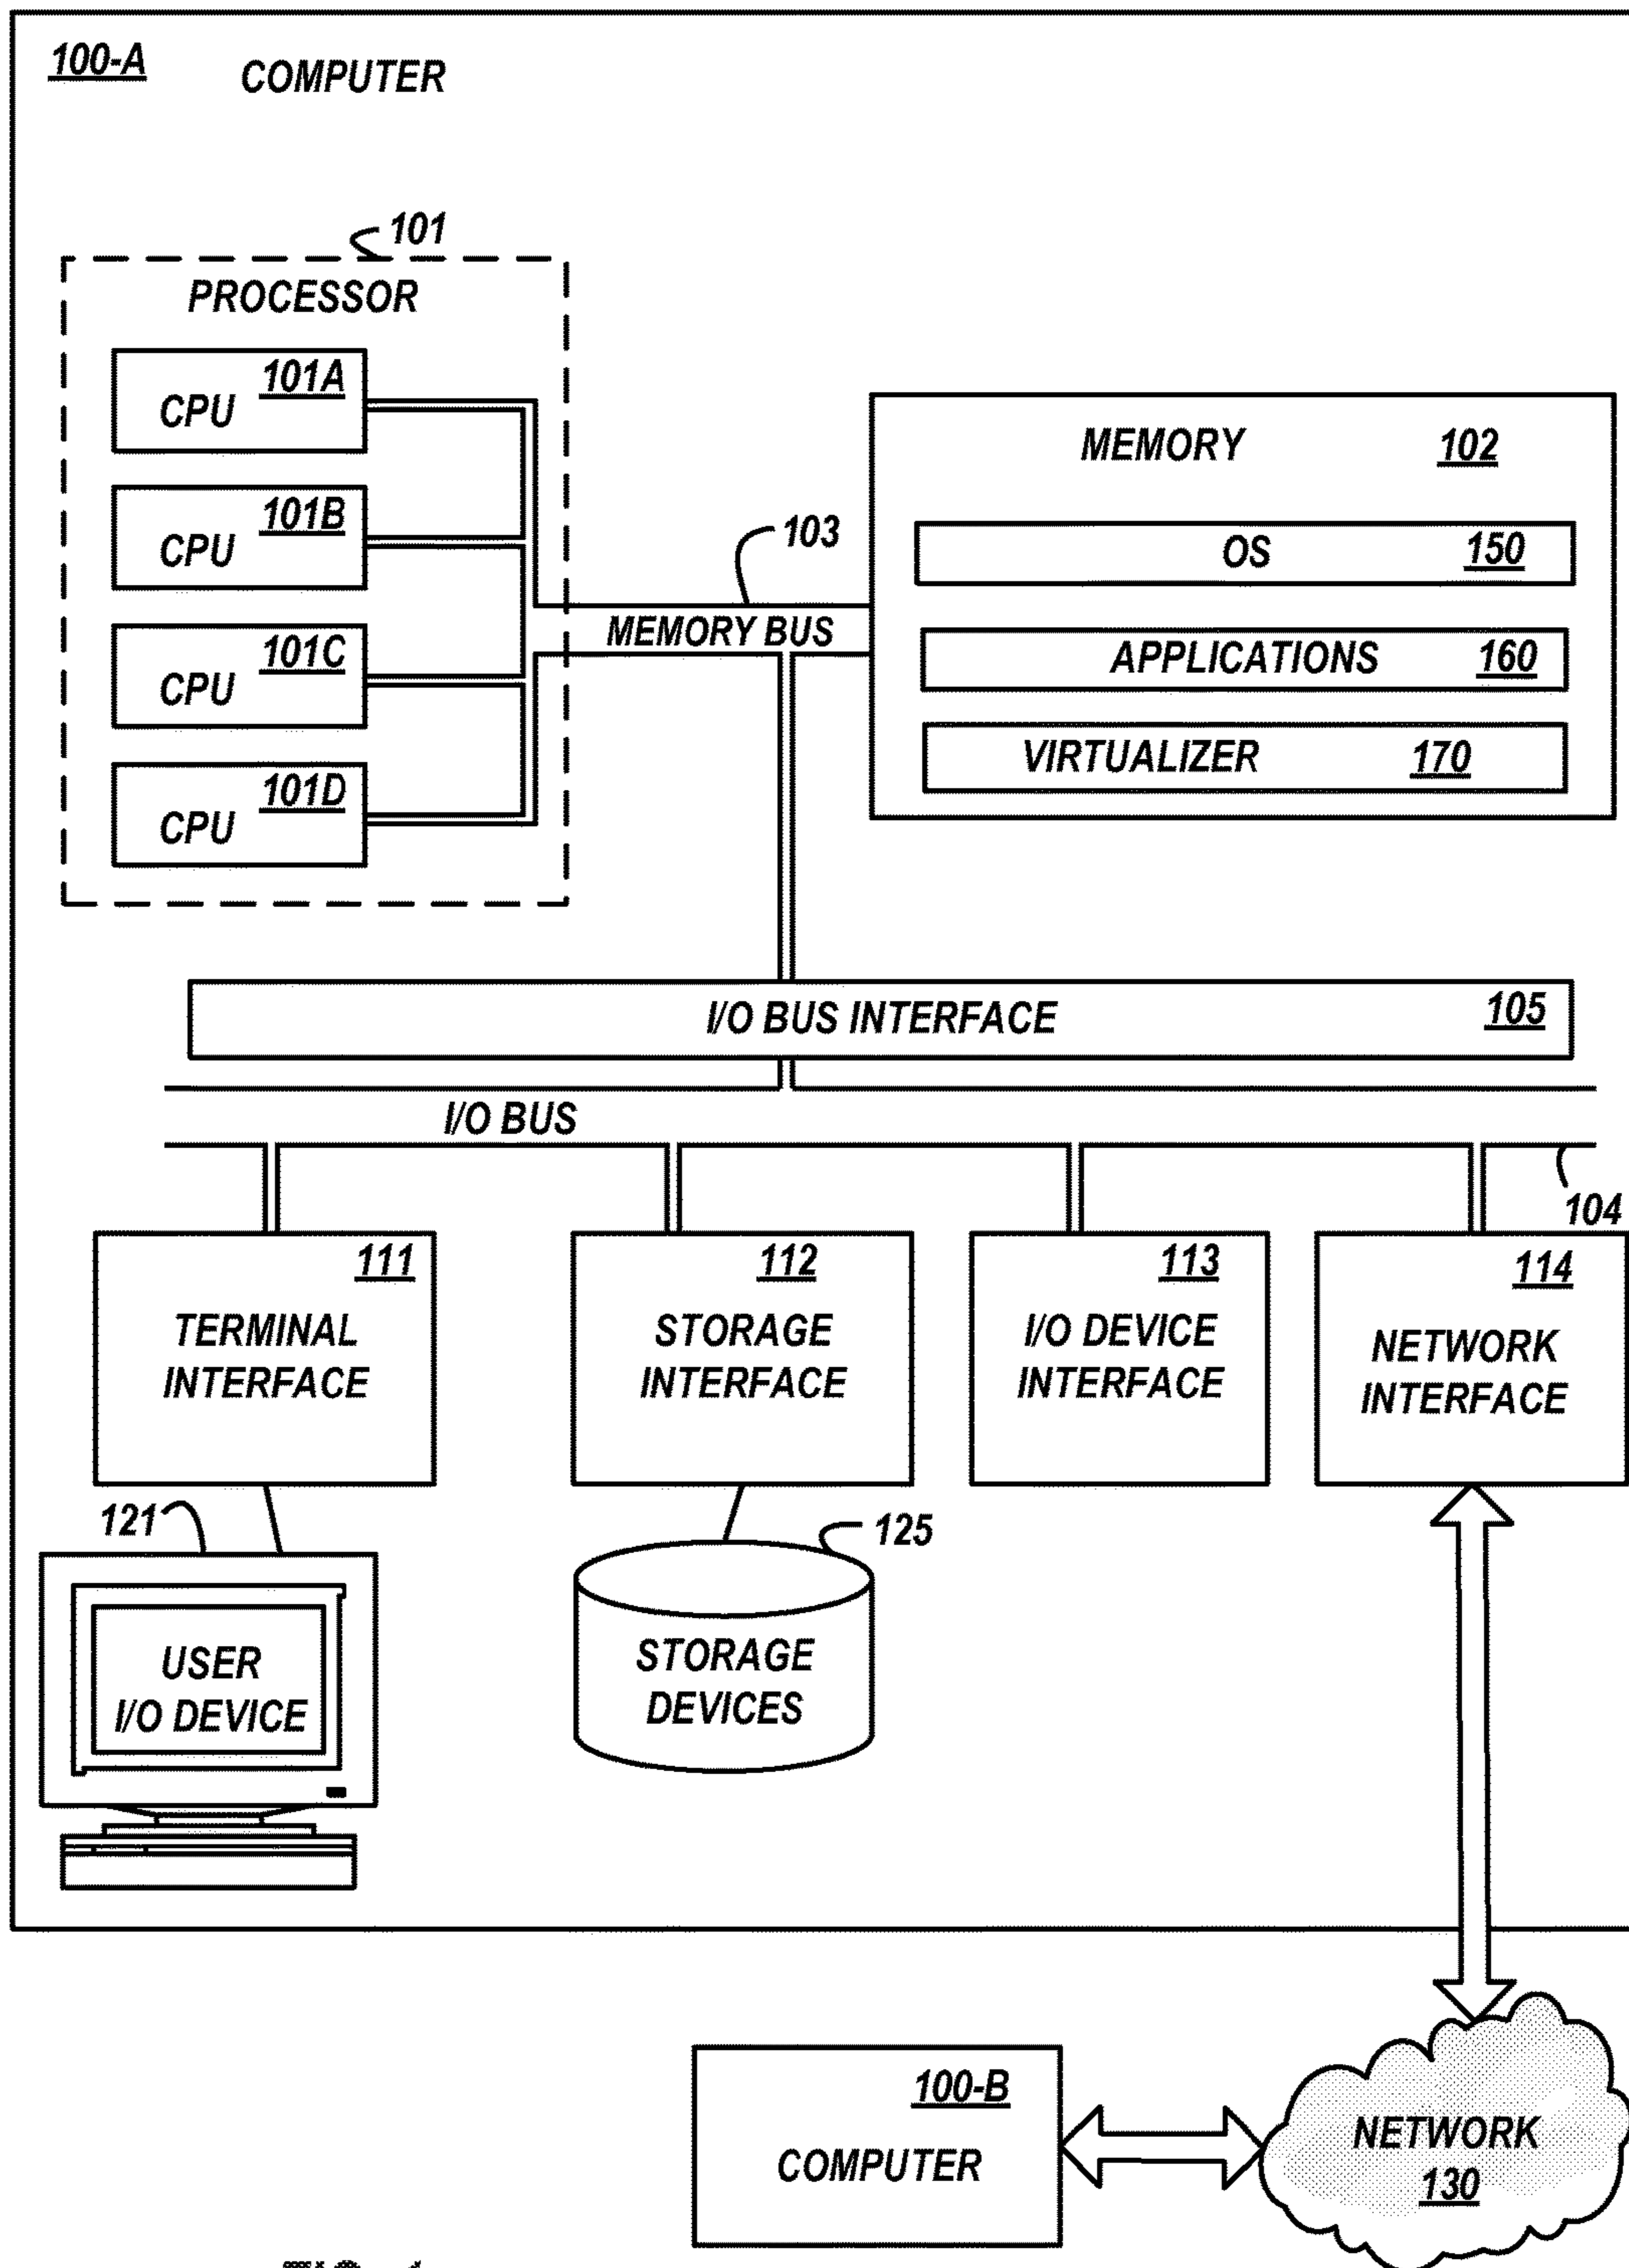 100-A
COMPUTER
101
PROCESSOR
101A
CPU
101B
CPU
101C
CPU
101D
CPU
103
MEMORY BUS
MEMORY 102
OS 150
APPLICATIONS 160
VIRTUALIZER 170
I/O BUS INTERFACE 105
I/O BUS
104
111
TERMINAL
INTERFACE
112
STORAGE
INTERFACE
113
I/O DEVICE
INTERFACE
114
NETWORK
INTERFACE
121
USER
I/O DEVICE
125
STORAGE
DEVICES
100-B
COMPUTER
NETWORK
130